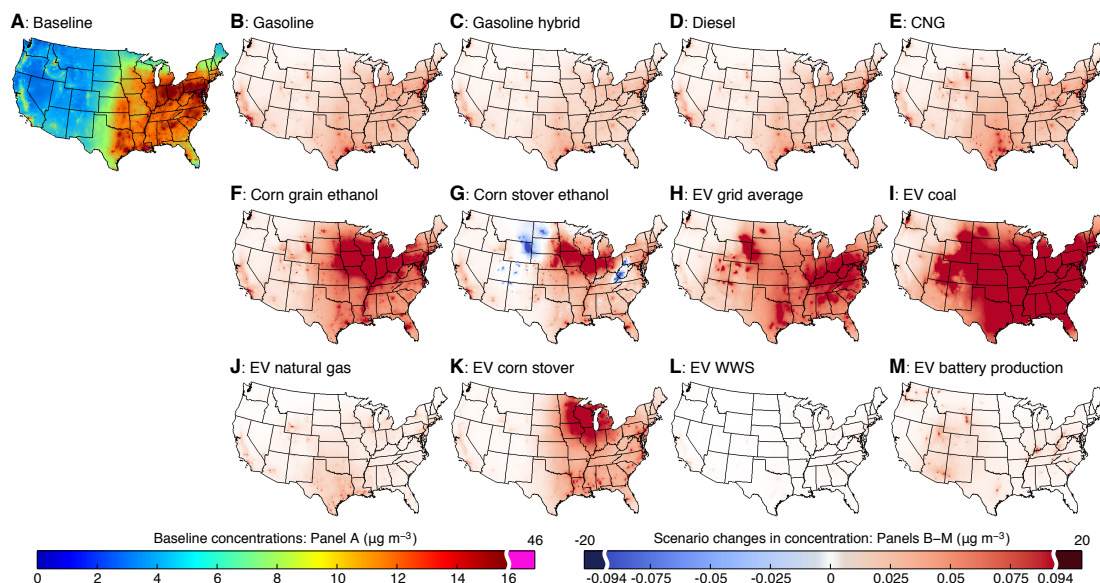 A: Baseline
B: Gasoline
C: Gasoline hybrid
D: Diesel
E: CNG
F: Corn grain ethanol
G: Corn stover ethanol
H: EV grid average
I: EV coal
J: EV natural gas
K: EV corn stover
L: EV WWS
M: EV battery production
Baseline concentrations: Panel A (µg m⁻³) 46
0 2 4 6 8 10 12 14 16
-20 Scenario changes in concentration: Panels B–M (µg m⁻³) 20
-0.094 -0.075 -0.05 -0.025 0 0.025 0.05 0.075 0.094